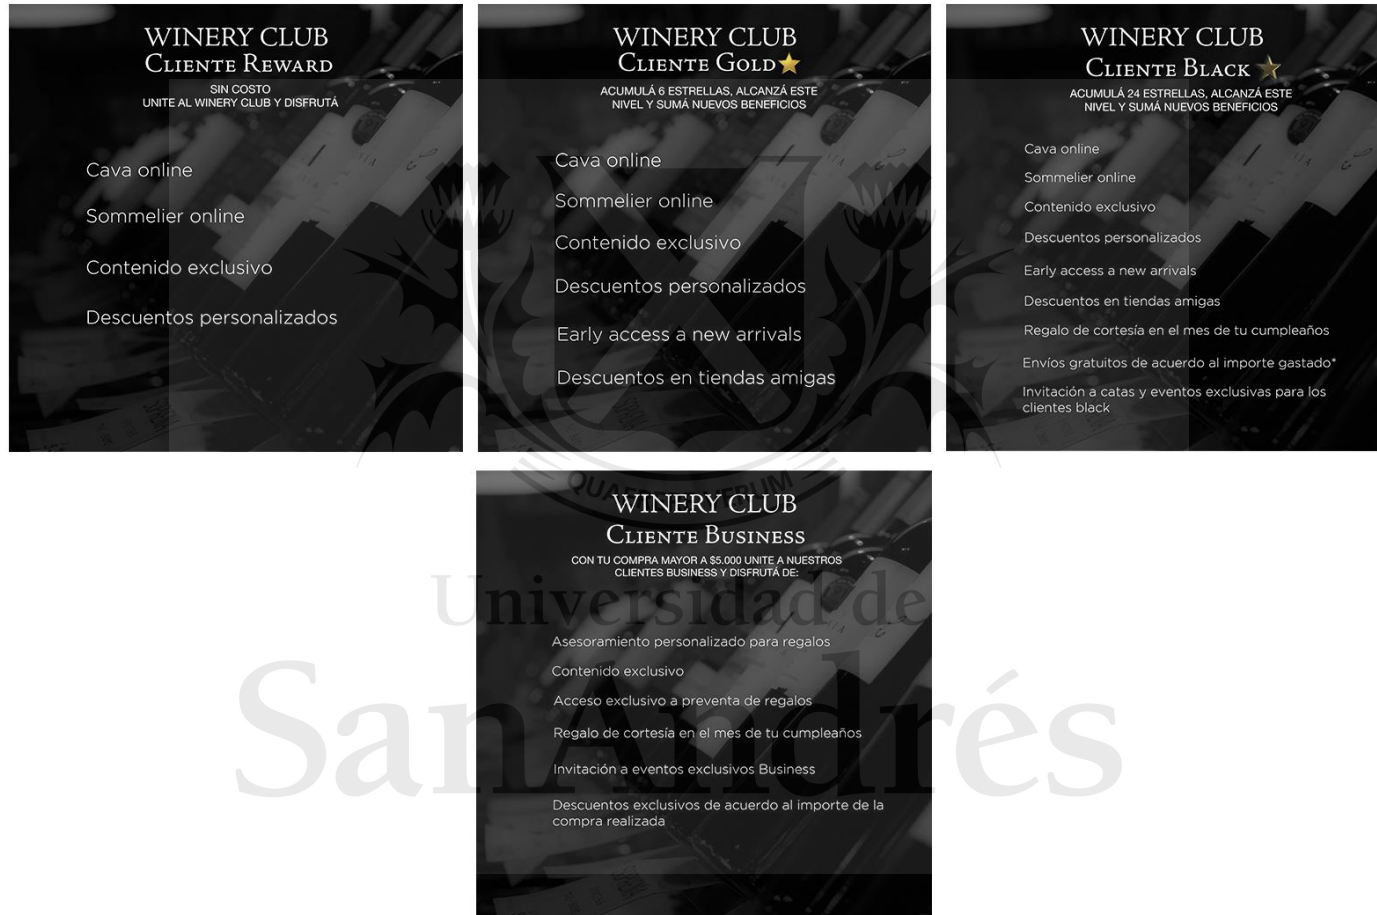 WINERY CLUB
CLIENTE REWARD
SIN COSTO
UNITE AL WINERY CLUB Y DISFRUTÁ
Cava online
Sommelier online
Contenido exclusivo
Descuentos personalizados
WINERY CLUB
CLIENTE GOLD
ACUMULÁ 6 ESTRELLAS, ALCANZÁ ESTE
NIVEL Y SUMÁ NUEVOS BENEFICIOS
Cava online
Sommelier online
Contenido exclusivo
Descuentos personalizados
Early access a new arrivals
Descuentos en tiendas amigas
WINERY CLUB
CLIENTE BLACK
ACUMULÁ 24 ESTRELLAS, ALCANZÁ ESTE
NIVEL Y SUMÁ NUEVOS BENEFICIOS
Cava online
Sommelier online
Contenido exclusivo
Descuentos personalizados
Early access a new arrivals
Descuentos en tiendas amigas
Regalo de cortesía en el mes de tu cumpleaños
Envíos gratuitos de acuerdo al importe gastado*
Invitación a catas y eventos exclusivas para los
clientes black
WINERY CLUB
CLIENTE BUSINESS
CON TU COMPRA MAYOR A $5.000 UNITE A NUESTROS
CLIENTES BUSINESS Y DISFRUTÁ DE:
Asesoramiento personalizado para regalos
Contenido exclusivo
Acceso exclusivo a preventa de regalos
Regalo de cortesía en el mes de tu cumpleaños
Invitación a eventos exclusivos Business
Descuentos exclusivos de acuerdo al importe de la
compra realizada
Universidad de
SanAndrés